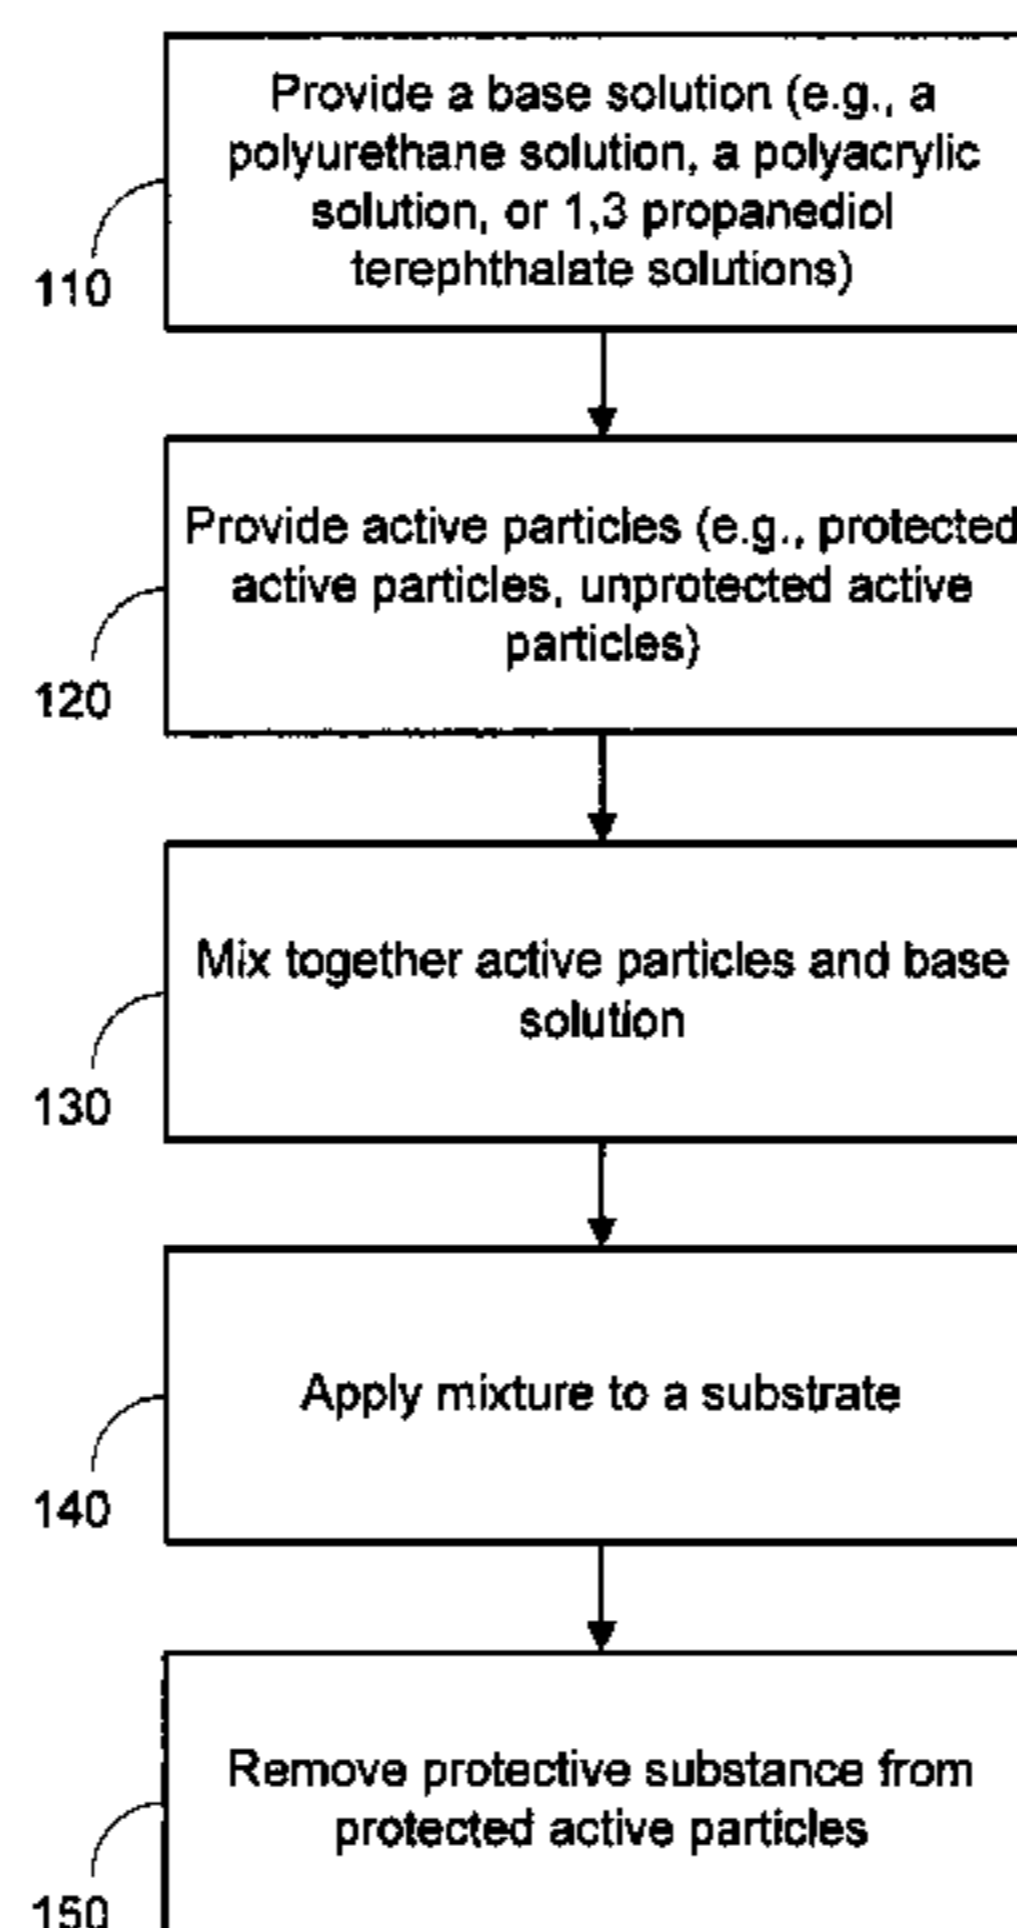 Provide a base solution (e.g., a
polyurethane solution, a polyacrylic
solution, or 1,3 propanediol
terephthalate solutions)
110
Provide active particles (e.g., protected
active particles, unprotected active
particles)
120
Mix together active particles and base
solution
130
Apply mixture to a substrate
140
Remove protective substance from
protected active particles
150